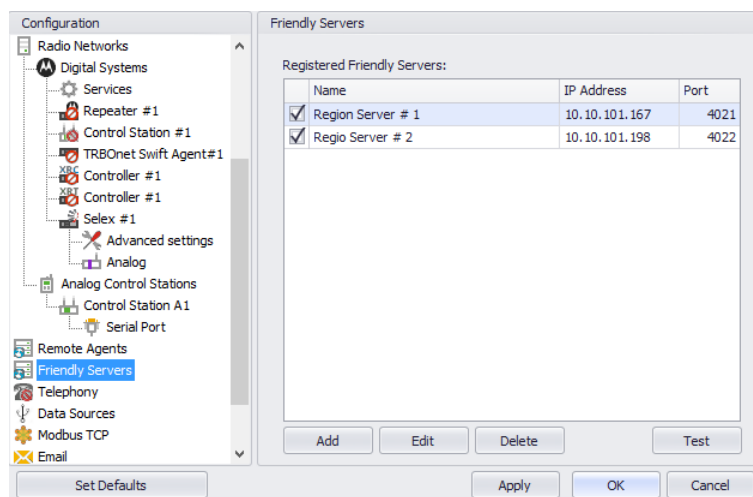 Configuration
Radio Networks
Digital Systems
Services
Repeater #1
Control Station #1
TRBOnet Swift Agent#1
XRC Controller #1
XRT Controller #1
Selex #1
Advanced settings
Analog
Analog Control Stations
Control Station A1
Serial Port
Remote Agents
Friendly Servers
Telephony
Data Sources
Modbus TCP
Email
Set Defaults
Friendly Servers
Registered Friendly Servers:
Name IP Address Port
Region Server # 1 10.10.101.167 4021
Regio Server # 2 10.10.101.198 4022
Add Edit Delete Test
Apply OK Cancel